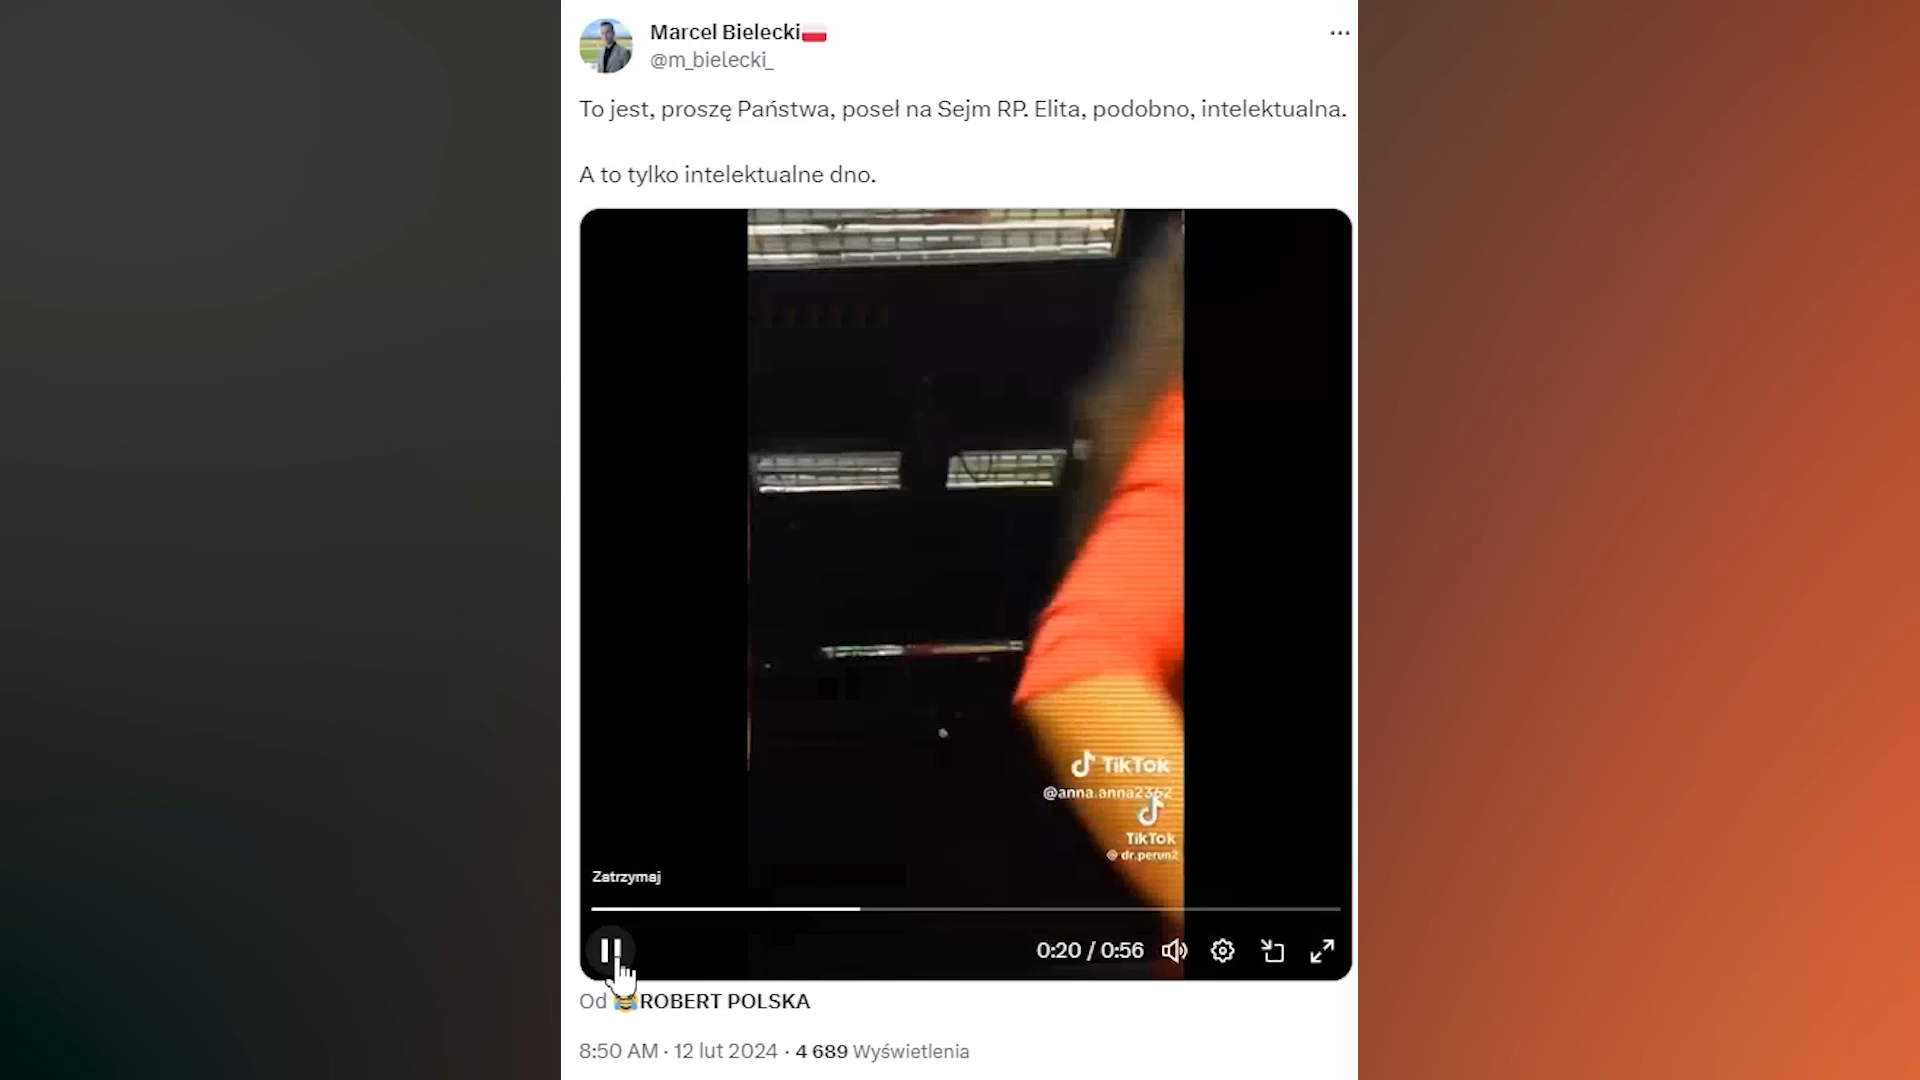 Marcel Bielecki
@m_bielecki_
To jest, proszę Państwa, poseł na Sejm RP. Elita, podobno, intelektualna.
A to tylko intelektualne dno.
TikTok
@anna.anna2362
TikTok
@ dr.perun2
Zatrzymaj
0:20 / 0:56
Od 😂ROBERT POLSKA
8:50 AM · 12 lut 2024 · 4 689 Wyświetlenia